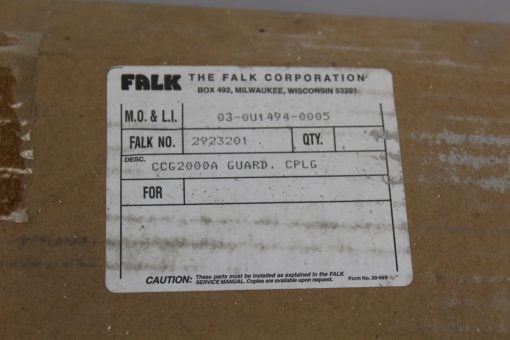 FALK THE FALK CORPORATION
BOX 492, MILWAUKEE, WISCONSIN 53201
M.O. & L.I. 03-0U1494-0005
FALK NO. 2923201 QTY.
DESC. CCG2000A GUARD. CPLG
FOR
CAUTION: These parts must be installed as explained in the FALK
SERVICE MANUAL. Copies are available upon request. Form No.